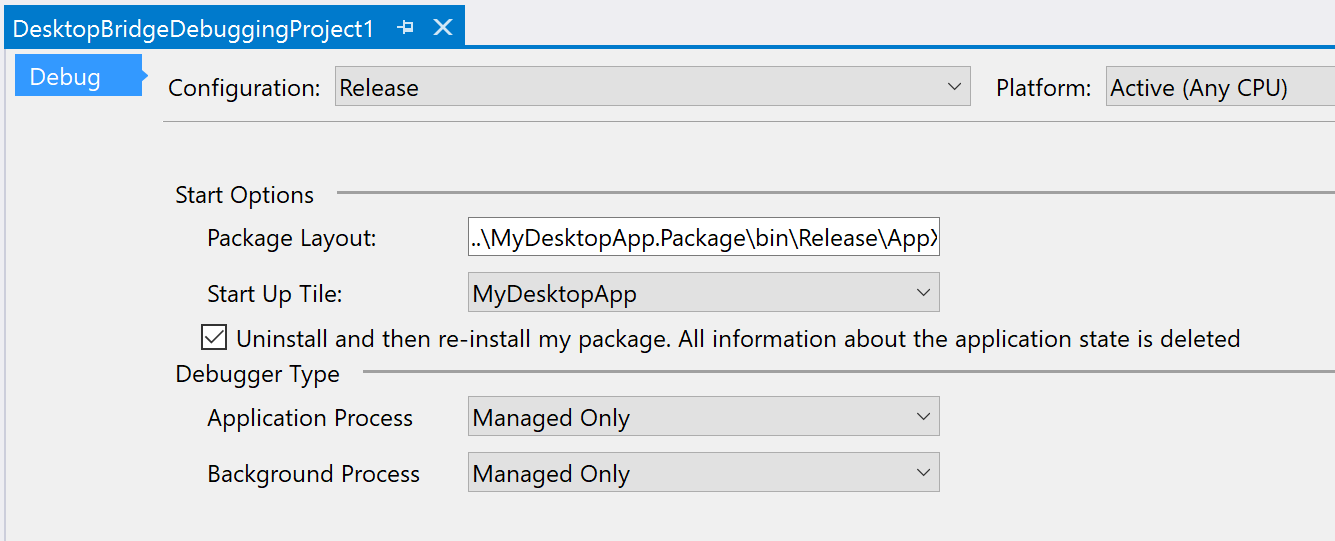 DesktopBridgeDebuggingProject1
Debug
Configuration: Release Platform: Active (Any CPU)
Start Options
Package Layout: ..\MyDesktopApp.Package\bin\Release\AppX
Start Up Tile: MyDesktopApp
Uninstall and then re-install my package. All information about the application state is deleted
Debugger Type
Application Process Managed Only
Background Process Managed Only